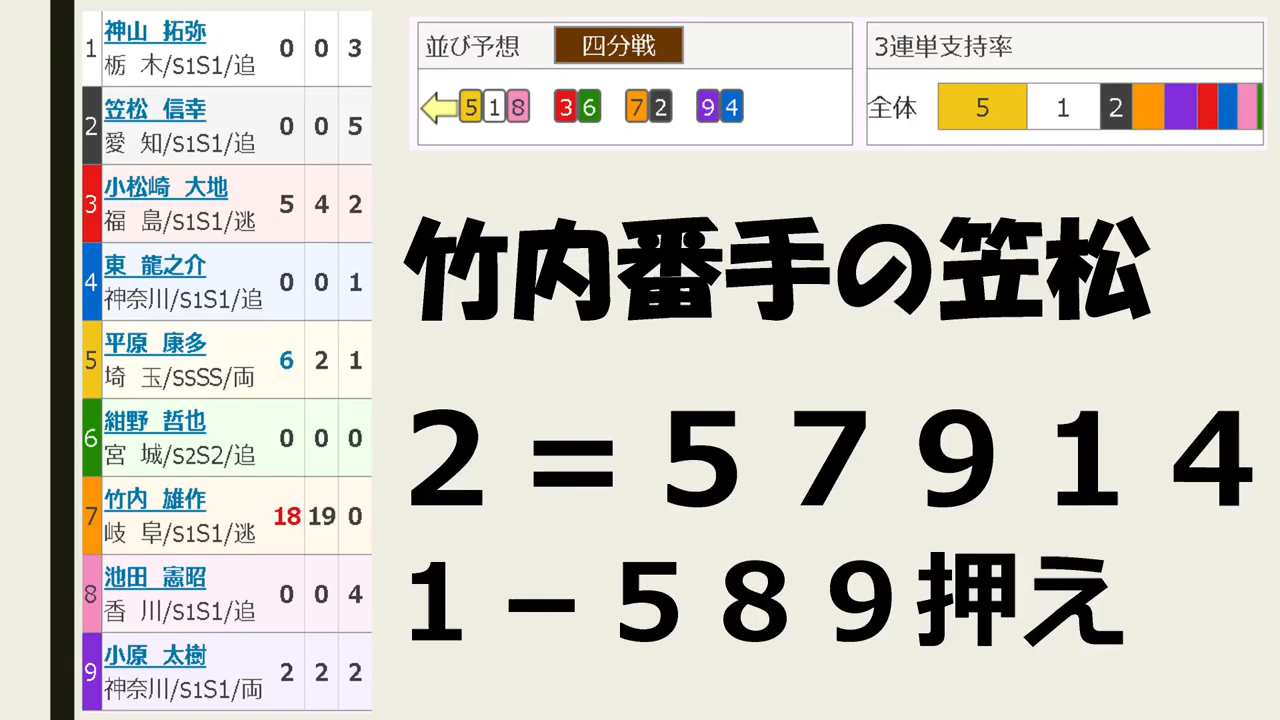 1 神山 拓弥 0 0 3
栃 木/S1S1/追
2 笠松 信幸 0 0 5
愛 知/S1S1/追
3 小松崎 大地 5 4 2
福 島/S1S1/逃
4 東 龍之介 0 0 1
神奈川/S1S1/追
5 平原 康多 6 2 1
埼 玉/SSSS/両
6 紺野 哲也 0 0 0
宮 城/S2S2/追
7 竹内 雄作 18 19 0
岐 阜/S1S1/逃
8 池田 憲昭 0 0 4
香 川/S1S1/追
9 小原 太樹 2 2 2
神奈川/S1S1/両
並び予想 四分戦
5 1 8 3 6 7 2 9 4
3連単支持率
全体 5 1 2
竹内番手の笠松
2=57914
1−589押え